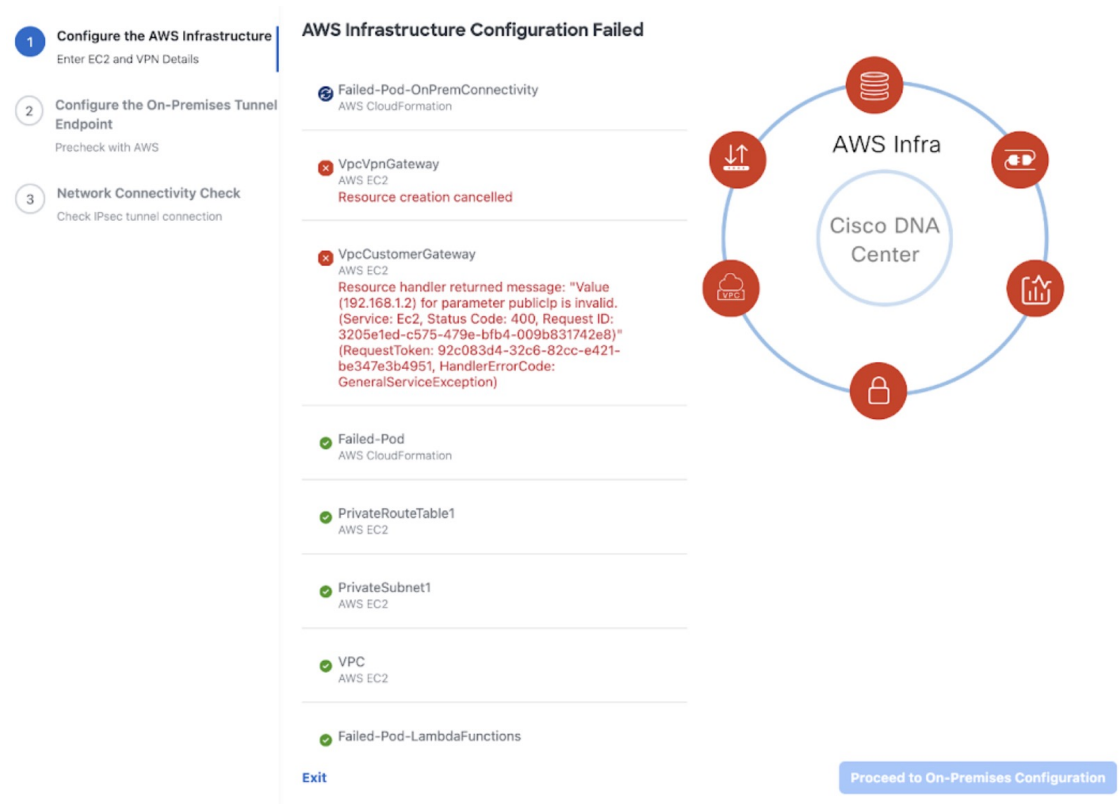 1
Configure the AWS Infrastructure
Enter EC2 and VPN Details
2
Configure the On-Premises Tunnel
Endpoint
Precheck with AWS
3
Network Connectivity Check
Check IPsec tunnel connection
AWS Infrastructure Configuration Failed
Failed-Pod-OnPremConnectivity
AWS CloudFormation
VpcVpnGateway
AWS EC2
Resource creation cancelled
VpcCustomerGateway
AWS EC2
Resource handler returned message: "Value
(192.168.1.2) for parameter publicIp is invalid.
(Service: Ec2, Status Code: 400, Request ID:
3205e1ed-c575-479e-bfb4-009b831742e8)"
(RequestToken: 92c083d4-32c6-82cc-e421-
be347e3b4951, HandlerErrorCode:
GeneralServiceException)
Failed-Pod
AWS CloudFormation
PrivateRouteTable1
AWS EC2
PrivateSubnet1
AWS EC2
VPC
AWS EC2
Failed-Pod-LambdaFunctions
Exit
AWS Infra
Cisco DNA
Center
VPC
Proceed to On-Premises Configuration